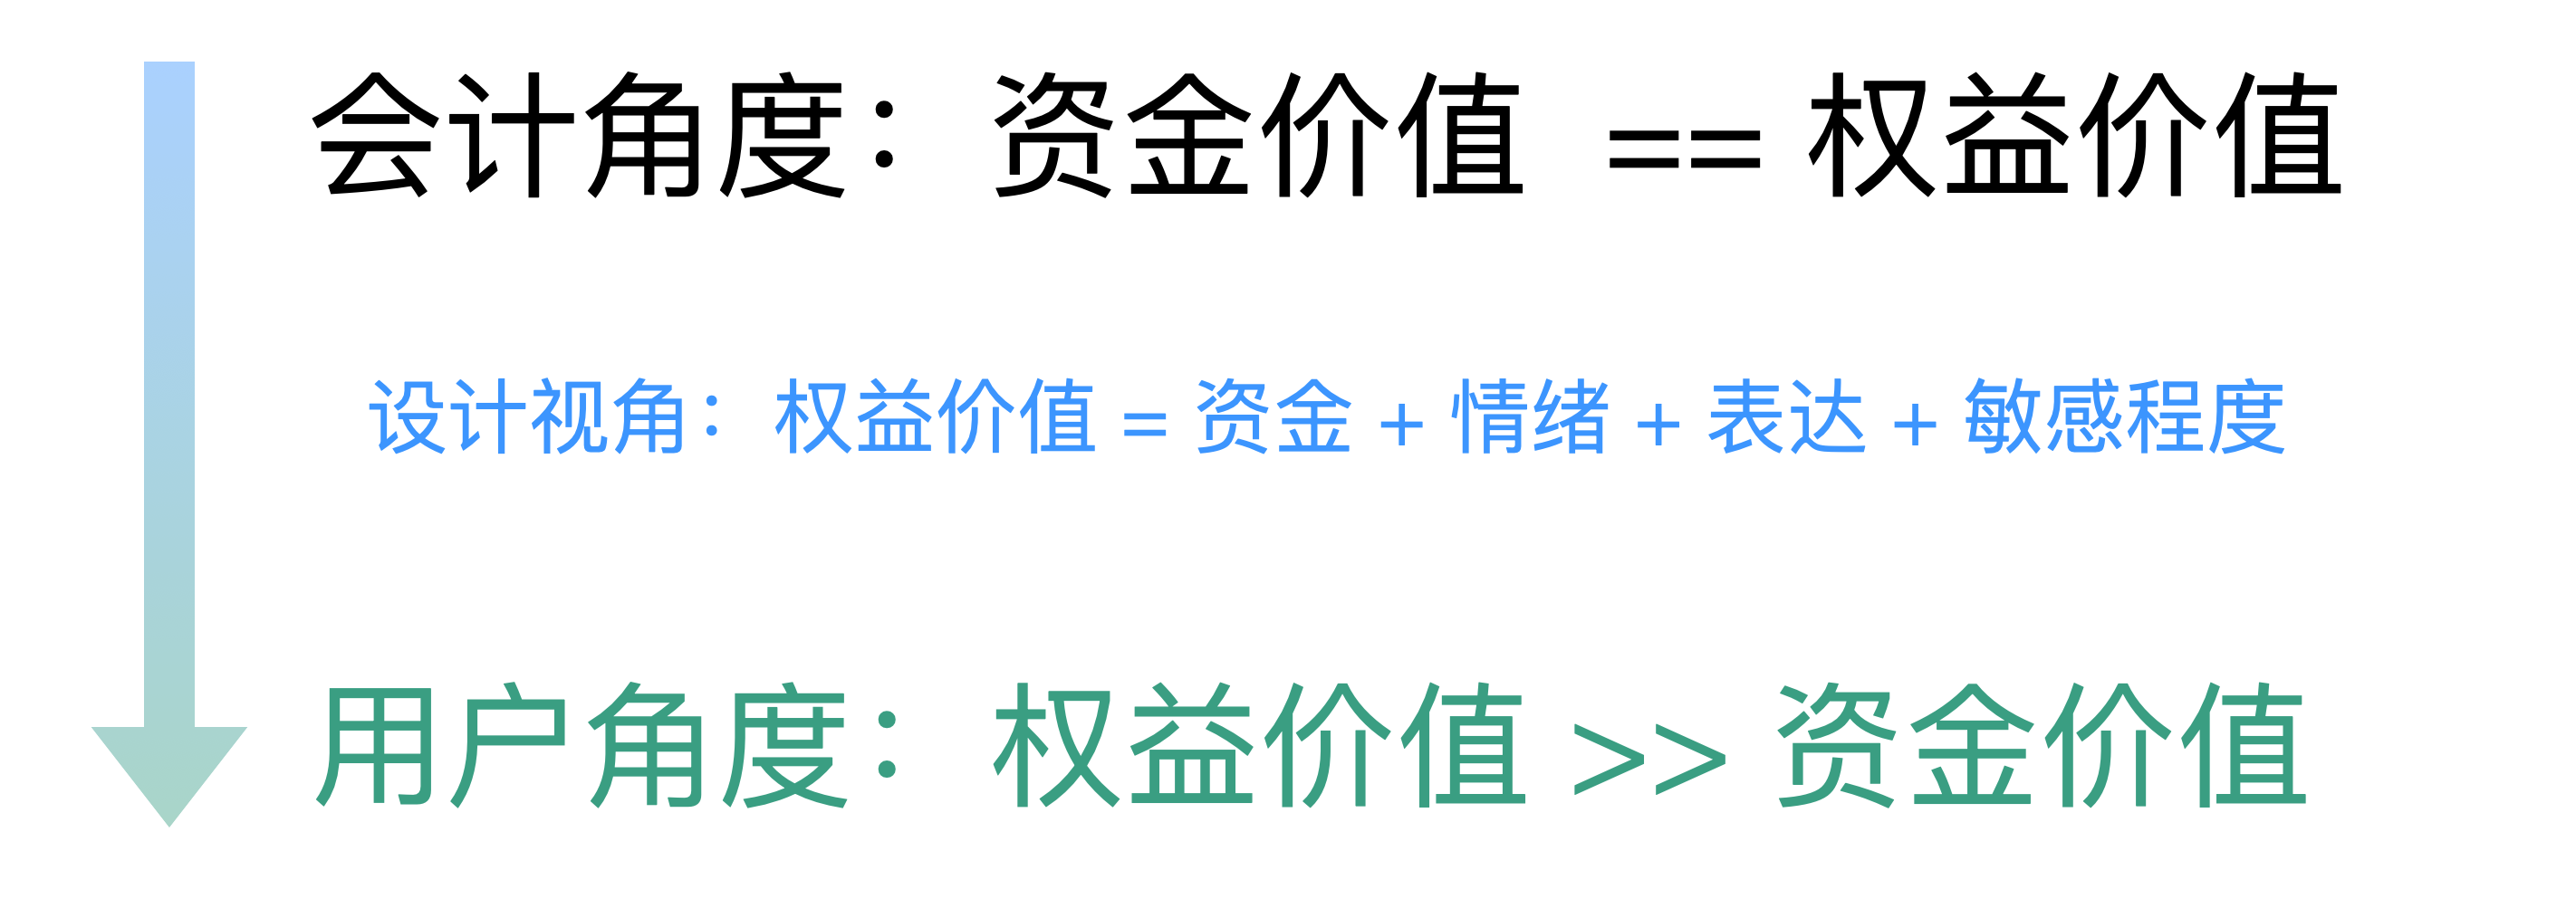 会计角度：资金价值 == 权益价值
设计视角：权益价值 = 资金 + 情绪 + 表达 + 敏感程度
用户角度：权益价值 >> 资金价值